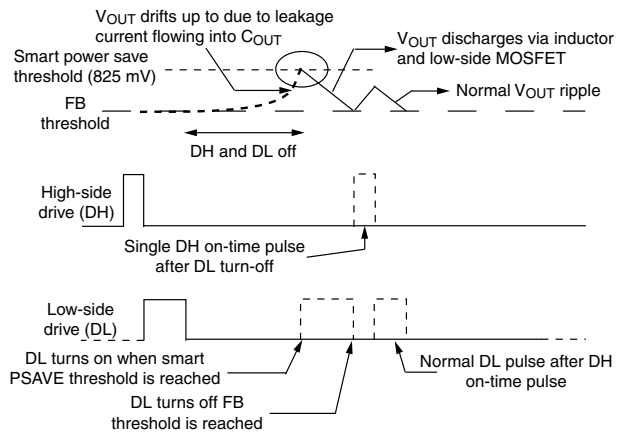 VOUT drifts up to due to leakage
current flowing into COUT
Smart power save
threshold (825 mV)
VOUT discharges via inductor
and low-side MOSFET
FB
threshold
Normal VOUT ripple
DH and DL off
High-side
drive (DH)
Single DH on-time pulse
after DL turn-off
Low-side
drive (DL)
DL turns on when smart
PSAVE threshold is reached
Normal DL pulse after DH
on-time pulse
DL turns off FB
threshold is reached